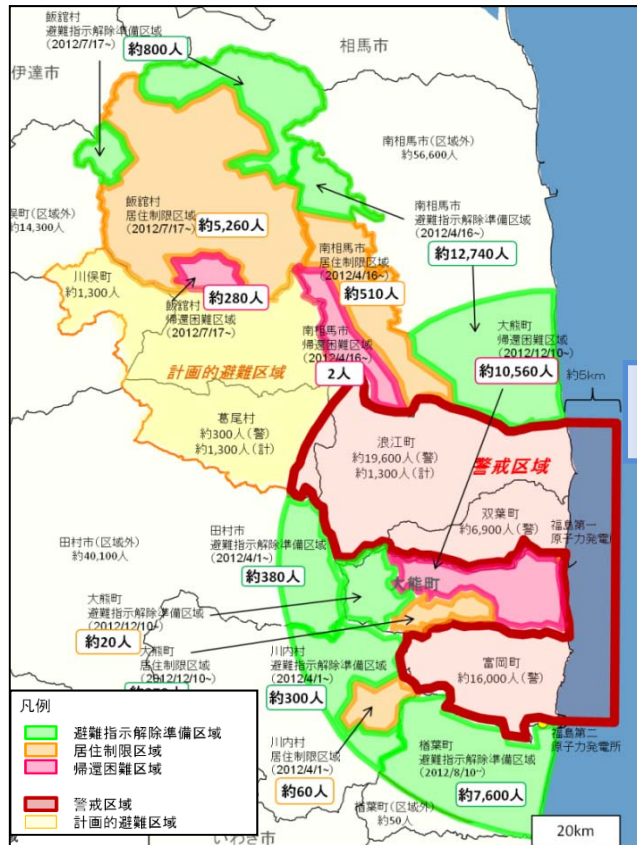 飯舘村
避難指示解除準備区域
(2012/7/17~)
約800人
相馬市
伊達市
南相馬市(区域外)
約56,600人
飯舘村
居住制限区域
(2012/7/17~)
約5,260人
南相馬市
避難指示解除準備区域
(2012/4/16~)
約12,740人
町(区域外)
約14,300人
川俣町
約1,300人
南相馬市
居住制限区域
(2012/4/16~)
約510人
約280人
飯舘村
帰還困難区域
(2012/7/17~)
南相馬市
帰還困難区域
(2012/4/16~)
2人
大熊町
帰還困難区域
(2012/12/10~)
約10,560人
計画的避難区域
約5km
葛尾村
約300人(警)
約1,300人(計)
浪江町
約19,600人(警)
約1,300人(計)
警戒区域
双葉町
約6,900人(警)
福島第一
原子力発電所
田村市(区域外)
約40,100人
田村市
避難指示解除準備区域
(2012/4/1~)
約380人
大熊町
大熊町
避難指示解除準備区域
(2012/12/10~)
約20人
大熊町
居住制限区域
(2012/12/10~)
川内村
避難指示解除準備区域
(2012/4/1~)
約300人
富岡町
約16,000人(警)
川内村
居住制限区域
(2012/4/1~)
約60人
楢葉町
避難指示解除準備区域
(2012/8/10~)
約7,600人
福島第二
原子力発電所
楢葉町(区域外)
約50人
いわき市
凡例
避難指示解除準備区域
居住制限区域
帰還困難区域
警戒区域
計画的避難区域
20km